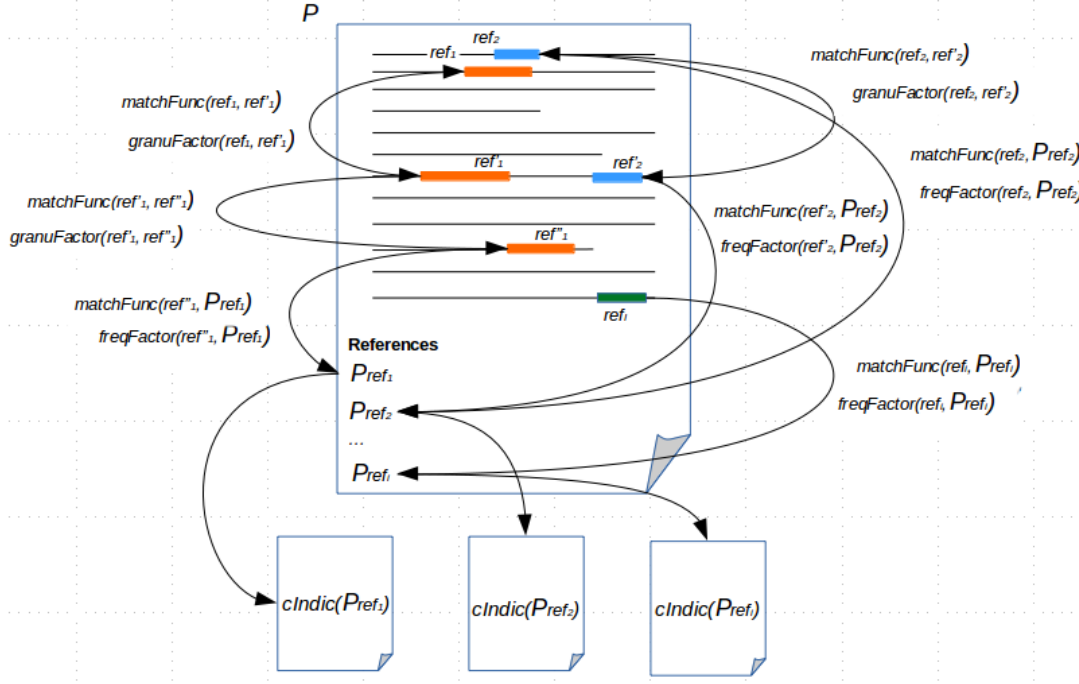 P
ref₂
ref₁
matchFunc(ref₂, ref'₂)
granuFactor(ref₂, ref'₂)
matchFunc(ref₁, ref'₁)
granuFactor(ref₁, ref'₁)
ref'₁
ref'₂
matchFunc(ref₂, Pref₂)
freqFactor(ref₂, Pref₂)
matchFunc(ref'₁, ref"₁)
granuFactor(ref'₁, ref"₁)
matchFunc(ref'₂, Pref₂)
freqFactor(ref'₂, Pref₂)
ref"₁
matchFunc(ref"₁, Pref₁)
freqFactor(ref"₁, Pref₁)
refᵢ
References
Pref₁
matchFunc(refᵢ, Prefᵢ)
freqFactor(refᵢ, Prefᵢ)
Pref₂
...
Prefᵢ
cIndic(Pref₁)
cIndic(Pref₂)
cIndic(Prefᵢ)